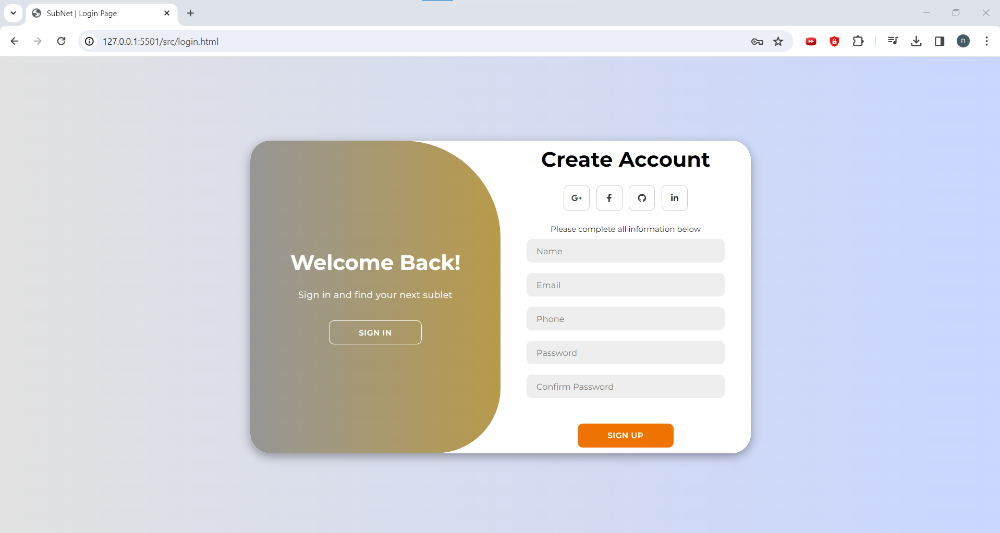 SubNet | Login Page
127.0.0.1:5501/src/login.html
n
Welcome Back!
Sign in and find your next sublet
SIGN IN
Create Account
G+
f
in
Please complete all information below
Name
Email
Phone
Password
Confirm Password
SIGN UP